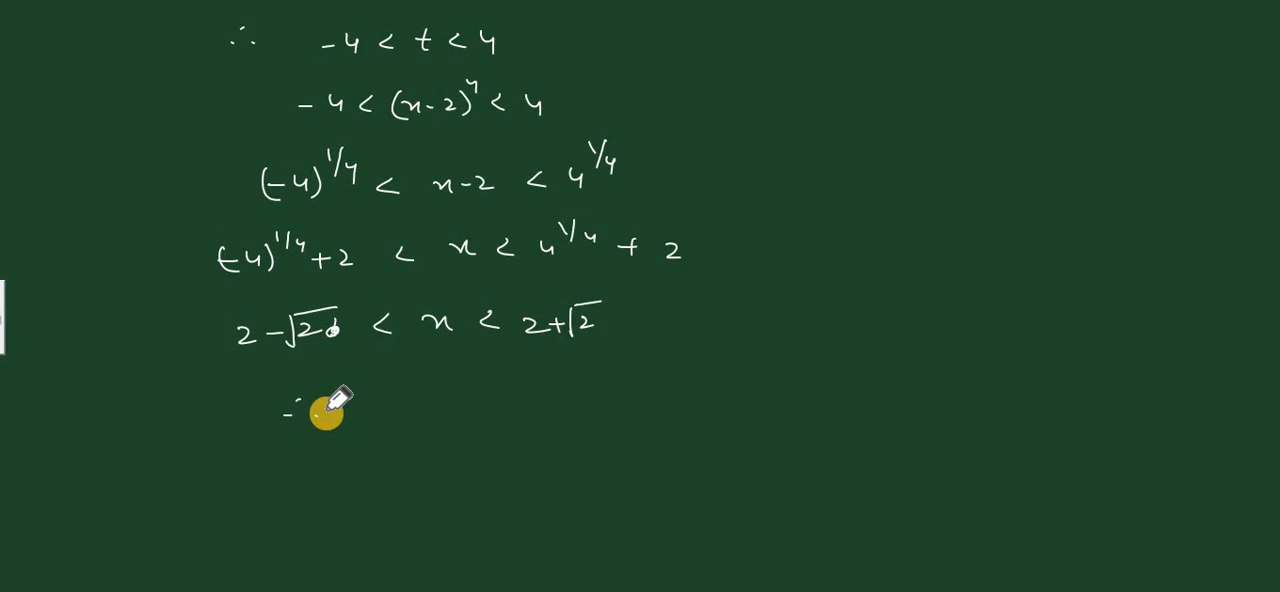 ∴ -4 < t < 4
-4 < (x-2)^4 < 4
(-4)^1/4 < x-2 < 4^1/4
(-4)^1/4 + 2 < x < 4^1/4 + 2
2 - √2 < x < 2 + √2